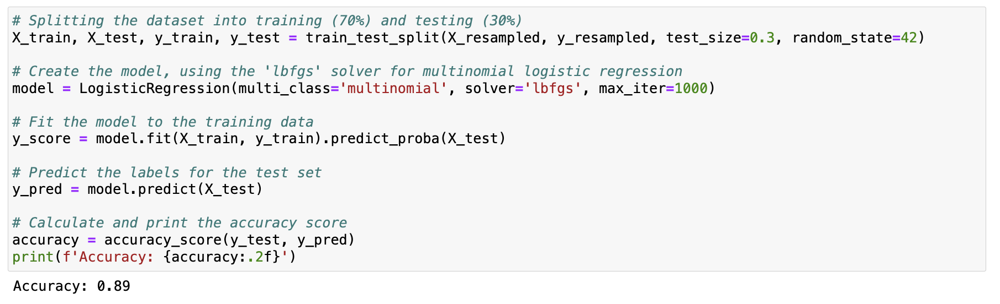 # Splitting the dataset into training (70%) and testing (30%)
X_train, X_test, y_train, y_test = train_test_split(X_resampled, y_resampled, test_size=0.3, random_state=42)
# Create the model, using the 'lbfgs' solver for multinomial logistic regression
model = LogisticRegression(multi_class='multinomial', solver='lbfgs', max_iter=1000)
# Fit the model to the training data
y_score = model.fit(X_train, y_train).predict_proba(X_test)
# Predict the labels for the test set
y_pred = model.predict(X_test)
# Calculate and print the accuracy score
accuracy = accuracy_score(y_test, y_pred)
print(f'Accuracy: {accuracy:.2f}')
Accuracy: 0.89